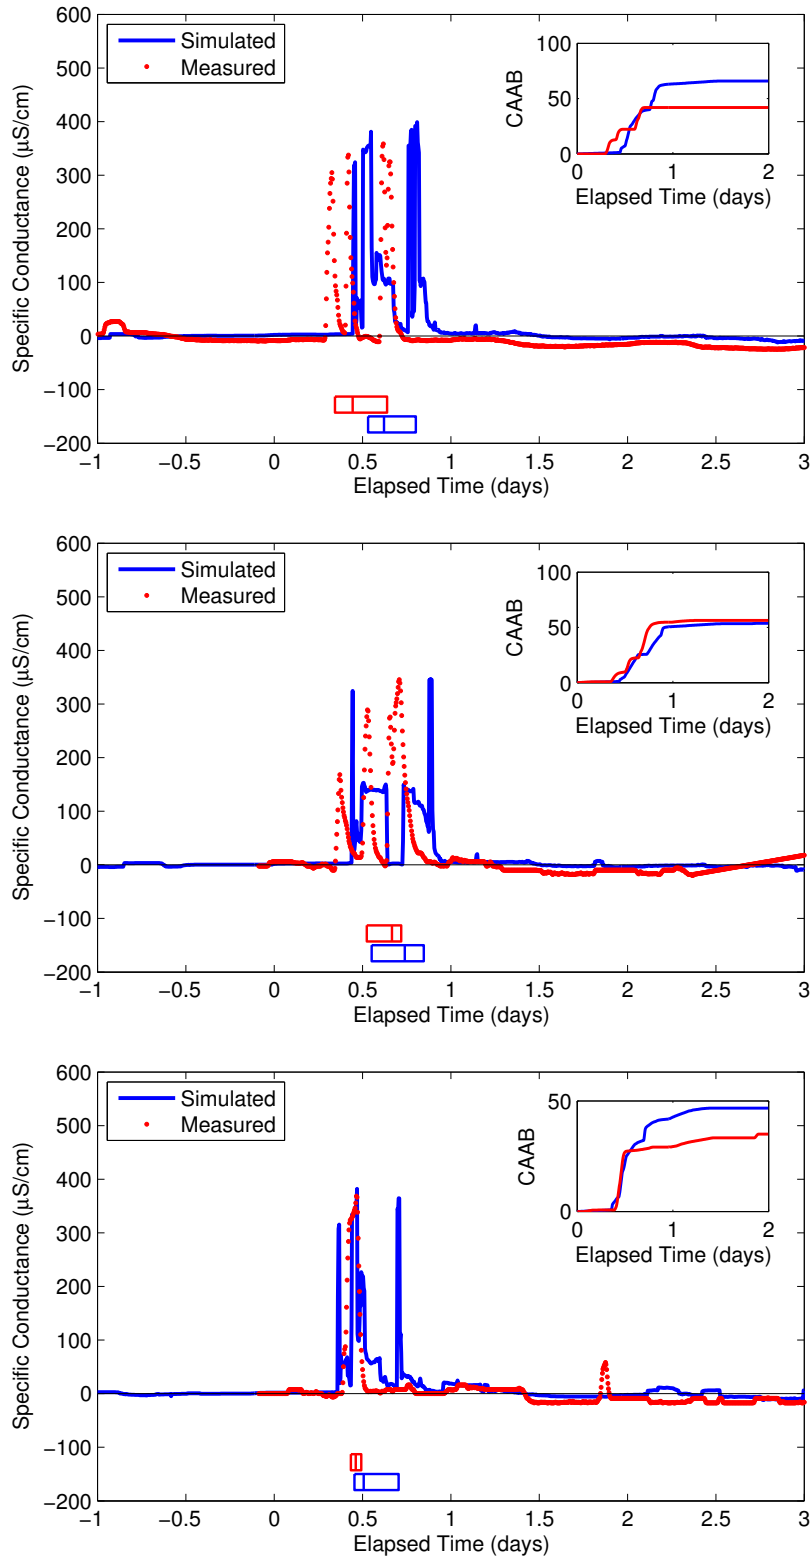 600
500
400
300
200
100
0
−100
−200
Specific Conductance (µS/cm)
Simulated
Measured
100
50
0
CAAB
0 1 2
Elapsed Time (days)
−1 −0.5 0 0.5 1 1.5 2 2.5 3
Elapsed Time (days)
600
500
400
300
200
100
0
−100
−200
Specific Conductance (µS/cm)
Simulated
Measured
100
50
0
CAAB
0 1 2
Elapsed Time (days)
−1 −0.5 0 0.5 1 1.5 2 2.5 3
Elapsed Time (days)
600
500
400
300
200
100
0
−100
−200
Specific Conductance (µS/cm)
Simulated
Measured
50
0
CAAB
0 1 2
Elapsed Time (days)
−1 −0.5 0 0.5 1 1.5 2 2.5 3
Elapsed Time (days)